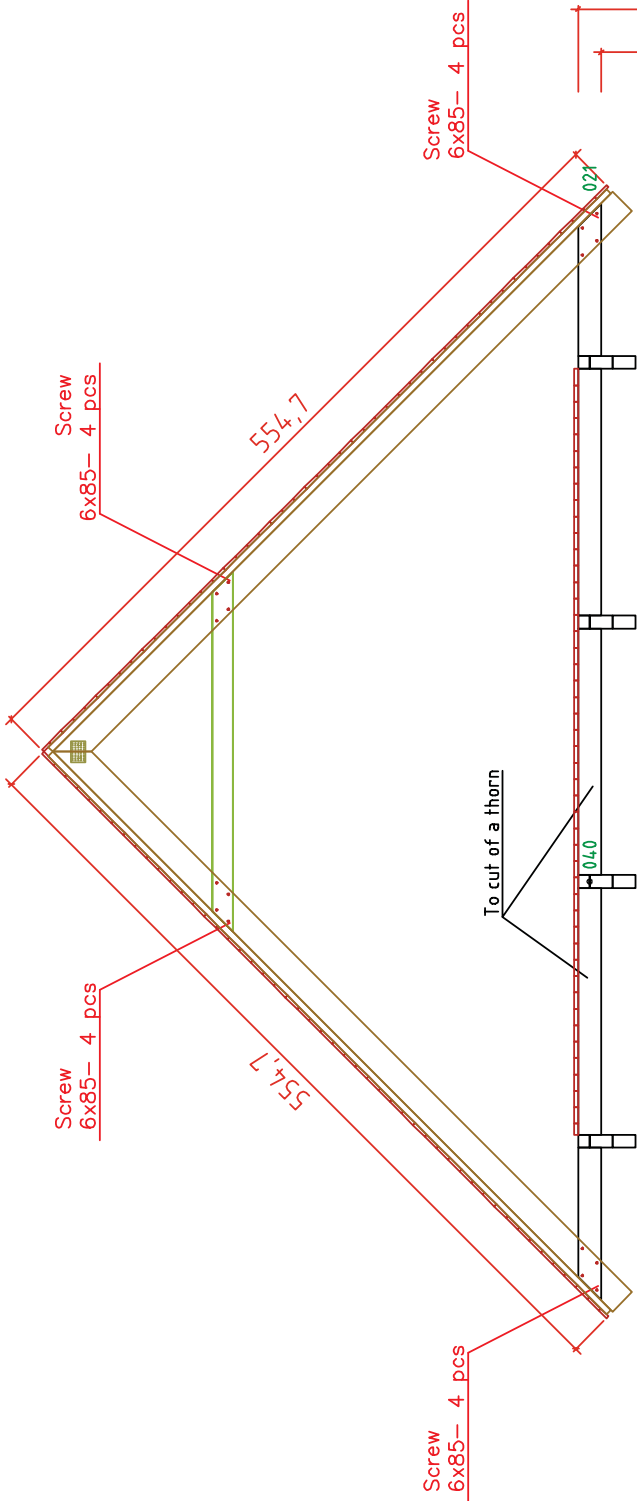 Screw
6x85– 4 pcs
Screw
6x85– 4 pcs
Screw
6x85– 4 pcs
Screw
6x85– 4 pcs
554,7
554,7
To cut of a thorn
040
021